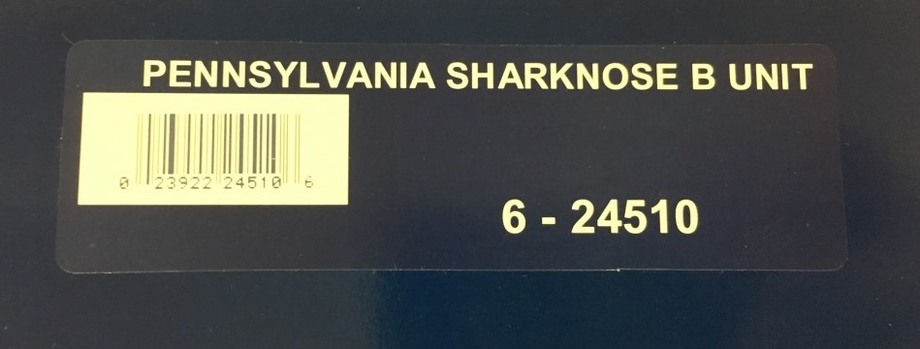 PENNSYLVANIA SHARKNOSE B UNIT
0 23922 24510 6
6 - 24510